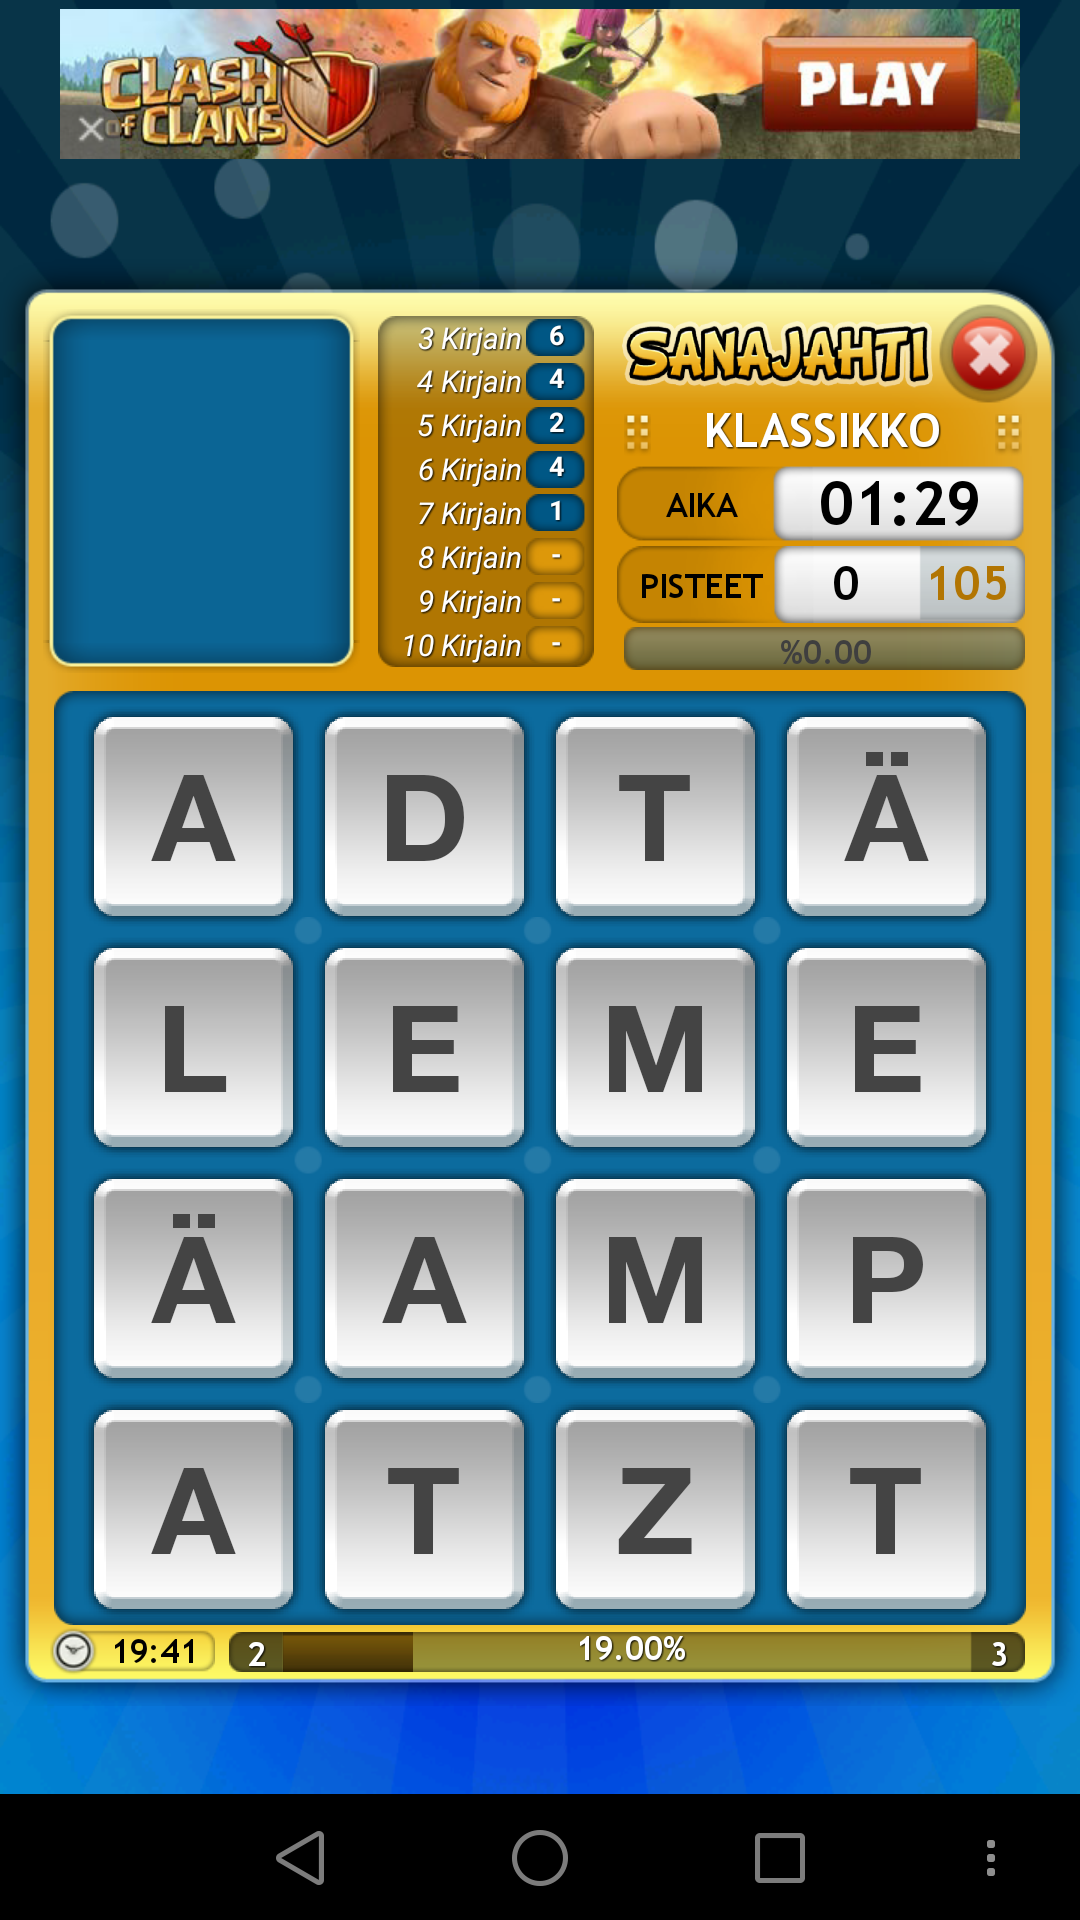 CLASH
of CLANS
PLAY
3 Kirjain 6
4 Kirjain 4
5 Kirjain 2
6 Kirjain 4
7 Kirjain 1
8 Kirjain -
9 Kirjain -
10 Kirjain -
SANAJAHTI
KLASSIKKO
AIKA 01:29
PISTEET 0 105
%0.00
A D T Ä
L E M E
Ä A M P
A T Z T
19:41 2 19.00% 3